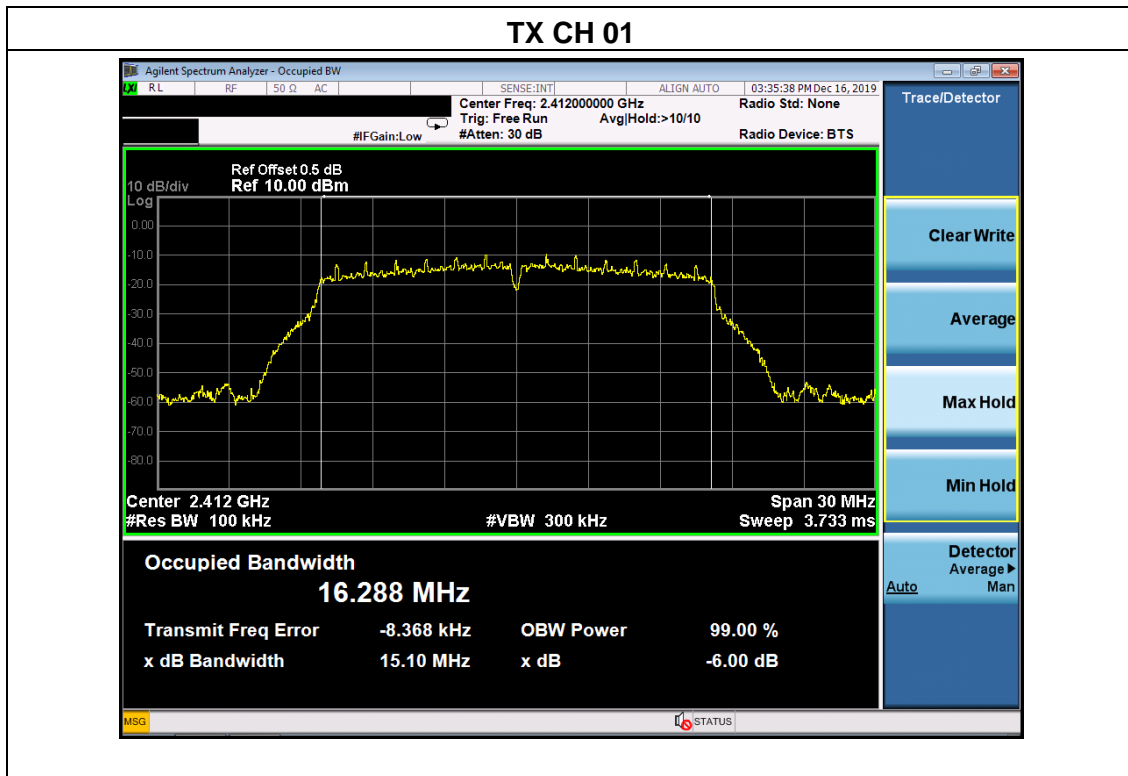 TX CH 01
Agilent Spectrum Analyzer - Occupied BW
LXI RL RF 50 Ω AC SENSE:INT ALIGN AUTO 03:35:38 PM Dec 16, 2019
Center Freq: 2.412000000 GHz Radio Std: None
Trig: Free Run Avg|Hold:>10/10
#IFGain:Low #Atten: 30 dB Radio Device: BTS
Ref Offset 0.5 dB
10 dB/div Ref 10.00 dBm
Log
0.00
-10.0
-20.0
-30.0
-40.0
-50.0
-60.0
-70.0
-80.0
Center 2.412 GHz Span 30 MHz
#Res BW 100 kHz #VBW 300 kHz Sweep 3.733 ms
Occupied Bandwidth
16.288 MHz
Transmit Freq Error -8.368 kHz OBW Power 99.00 %
x dB Bandwidth 15.10 MHz x dB -6.00 dB
Trace/Detector
Clear Write
Average
Max Hold
Min Hold
Detector
Average
Auto Man
MSG STATUS